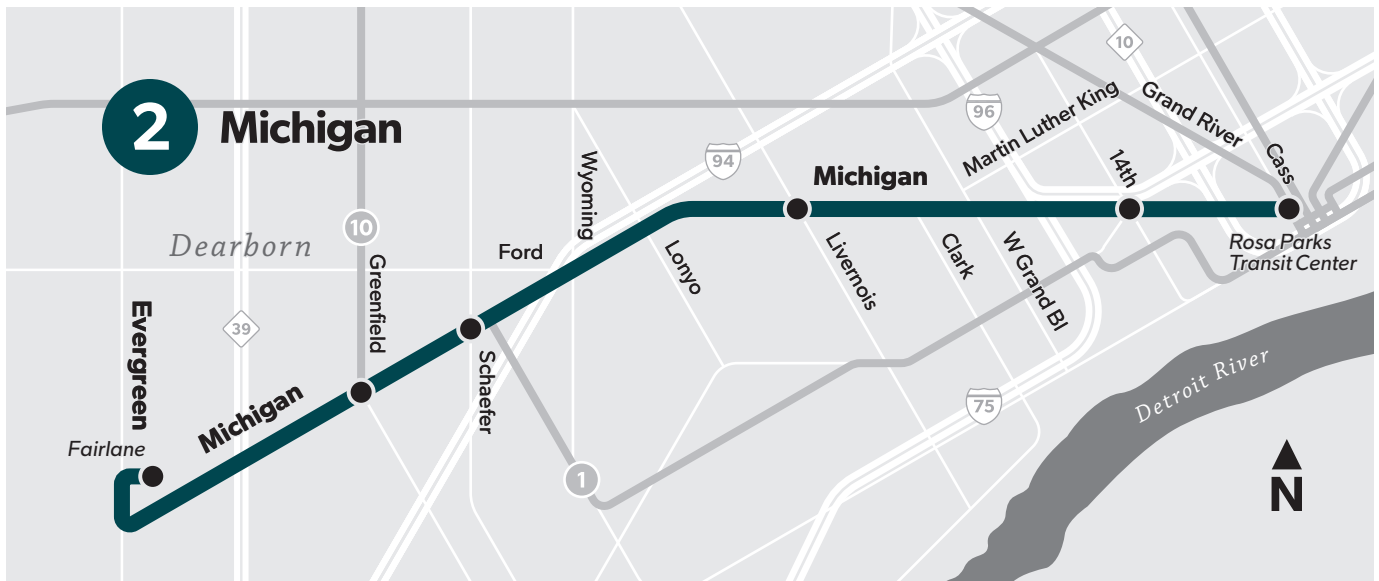 2
Michigan
10
96
Martin Luther King
Grand River
Cass
94
Wyoming
14th
Michigan
10
Dearborn
Greenfield
Ford
Lonyo
Livernois
Clark
W Grand Bl
Rosa Parks
Transit Center
39
Evergreen
Schaefer
Michigan
75
Detroit River
Fairlane
1
N